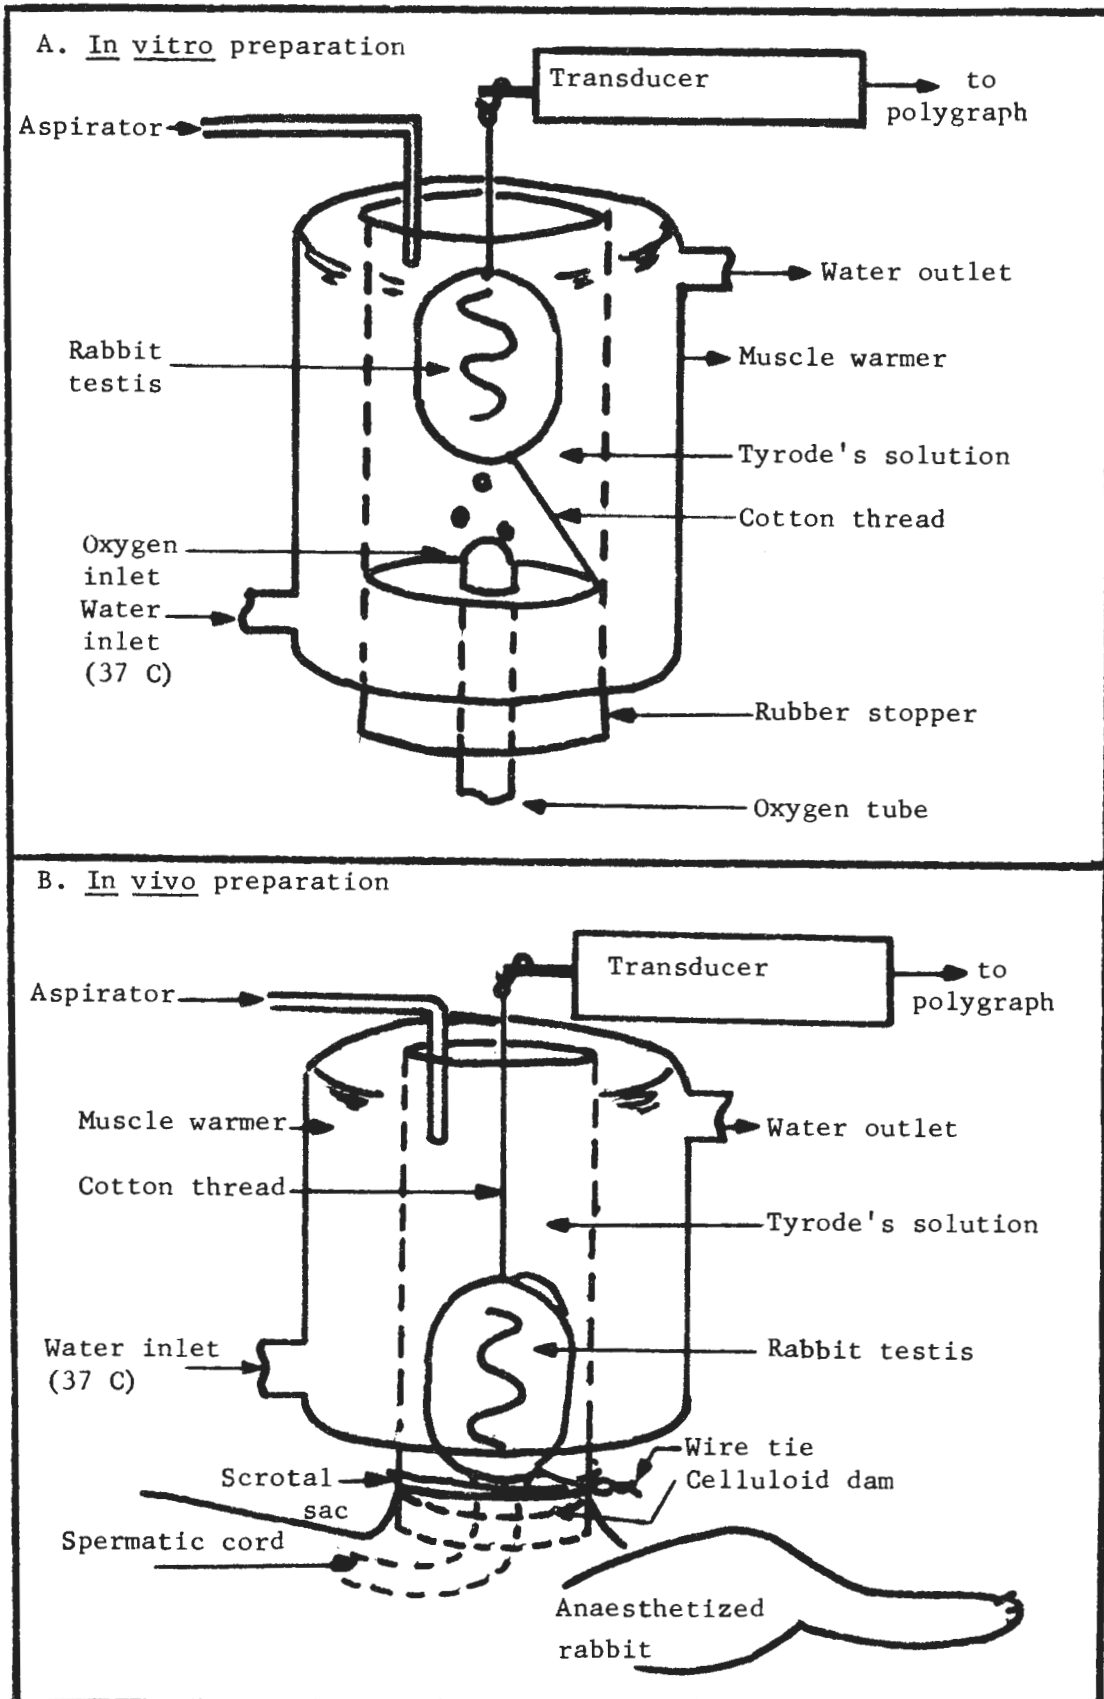 A. In vitro preparation
Transducer
to
polygraph
Aspirator
Water outlet
Rabbit
testis
Muscle warmer
Tyrode's solution
Cotton thread
Oxygen
inlet
Water
inlet
(37 C)
Rubber stopper
Oxygen tube
B. In vivo preparation
Transducer
to
polygraph
Aspirator
Muscle warmer
Water outlet
Cotton thread
Tyrode's solution
Water inlet
(37 C)
Rabbit testis
Wire tie
Scrotal
sac
Celluloid dam
Spermatic cord
Anaesthetized
rabbit